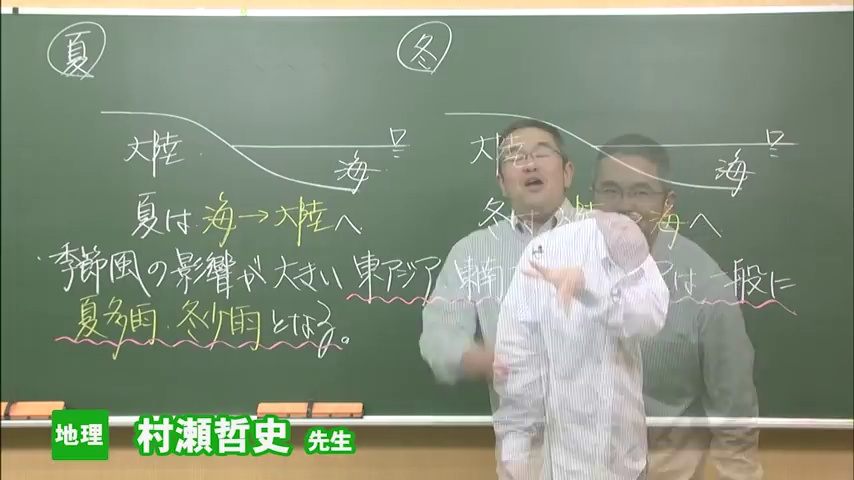 夏
冬
大陸
海
大陸
海
夏は 海→大陸へ
冬は 海へ
季節風の影響が大きい 東アジア 東南 アは一般に
夏多雨・冬少雨となる。
地理 村瀬哲史 先生